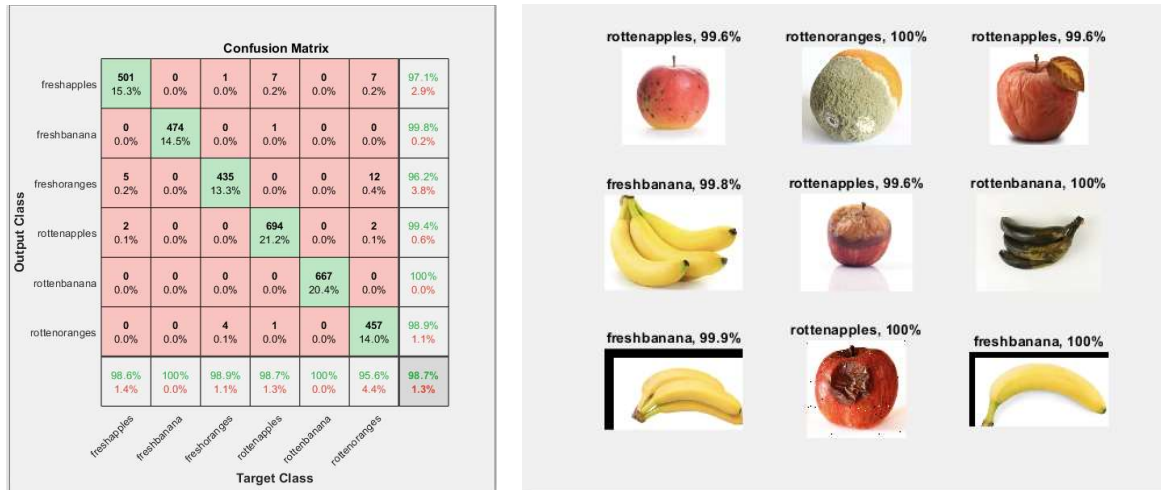 Confusion Matrix
freshapples 501 0 1 7 0 7 97.1%
15.3% 0.0% 0.0% 0.2% 0.0% 0.2% 2.9%
freshbanana 0 474 0 1 0 0 99.8%
0.0% 14.5% 0.0% 0.0% 0.0% 0.0% 0.2%
freshoranges 5 0 435 0 0 12 96.2%
0.2% 0.0% 13.3% 0.0% 0.0% 0.4% 3.8%
rottenapples 2 0 0 694 0 2 99.4%
0.1% 0.0% 0.0% 21.2% 0.0% 0.1% 0.6%
rottenbanana 0 0 0 0 667 0 100%
0.0% 0.0% 0.0% 0.0% 20.4% 0.0% 0.0%
rottenoranges 0 0 4 1 0 457 98.9%
0.0% 0.0% 0.1% 0.0% 0.0% 14.0% 1.1%
98.6% 100% 98.9% 98.7% 100% 95.6% 98.7%
1.4% 0.0% 1.1% 1.3% 0.0% 4.4% 1.3%
freshapples
freshbanana
freshoranges
rottenapples
rottenbanana
rottenoranges
Output Class
Target Class
rottenapples, 99.6%
rottenoranges, 100%
rottenapples, 99.6%
freshbanana, 99.8%
rottenapples, 99.6%
rottenbanana, 100%
freshbanana, 99.9%
rottenapples, 100%
freshbanana, 100%